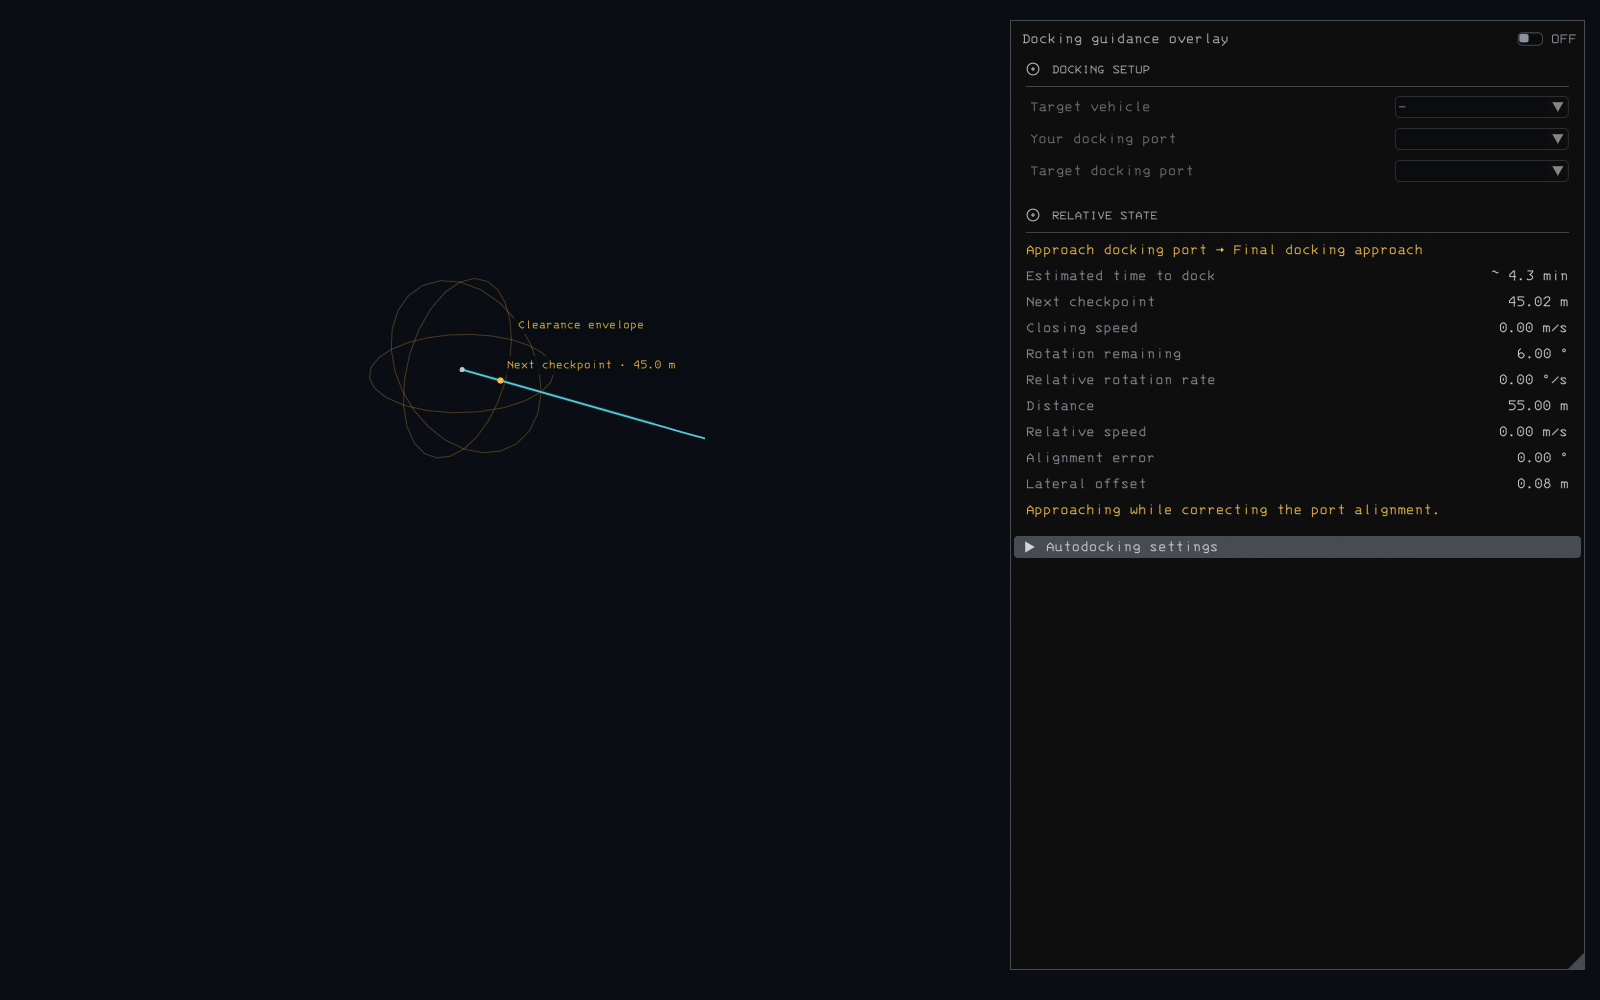 Docking guidance overlay OFF
DOCKING SETUP
Target vehicle –
Your docking port
Target docking port
RELATIVE STATE
Approach docking port → Final docking approach
Estimated time to dock ~ 4.3 min
Next checkpoint 45.02 m
Closing speed 0.00 m/s
Rotation remaining 6.00 °
Relative rotation rate 0.00 °/s
Distance 55.00 m
Relative speed 0.00 m/s
Alignment error 0.00 °
Lateral offset 0.08 m
Approaching while correcting the port alignment.
Autodocking settings
Clearance envelope
Next checkpoint · 45.0 m